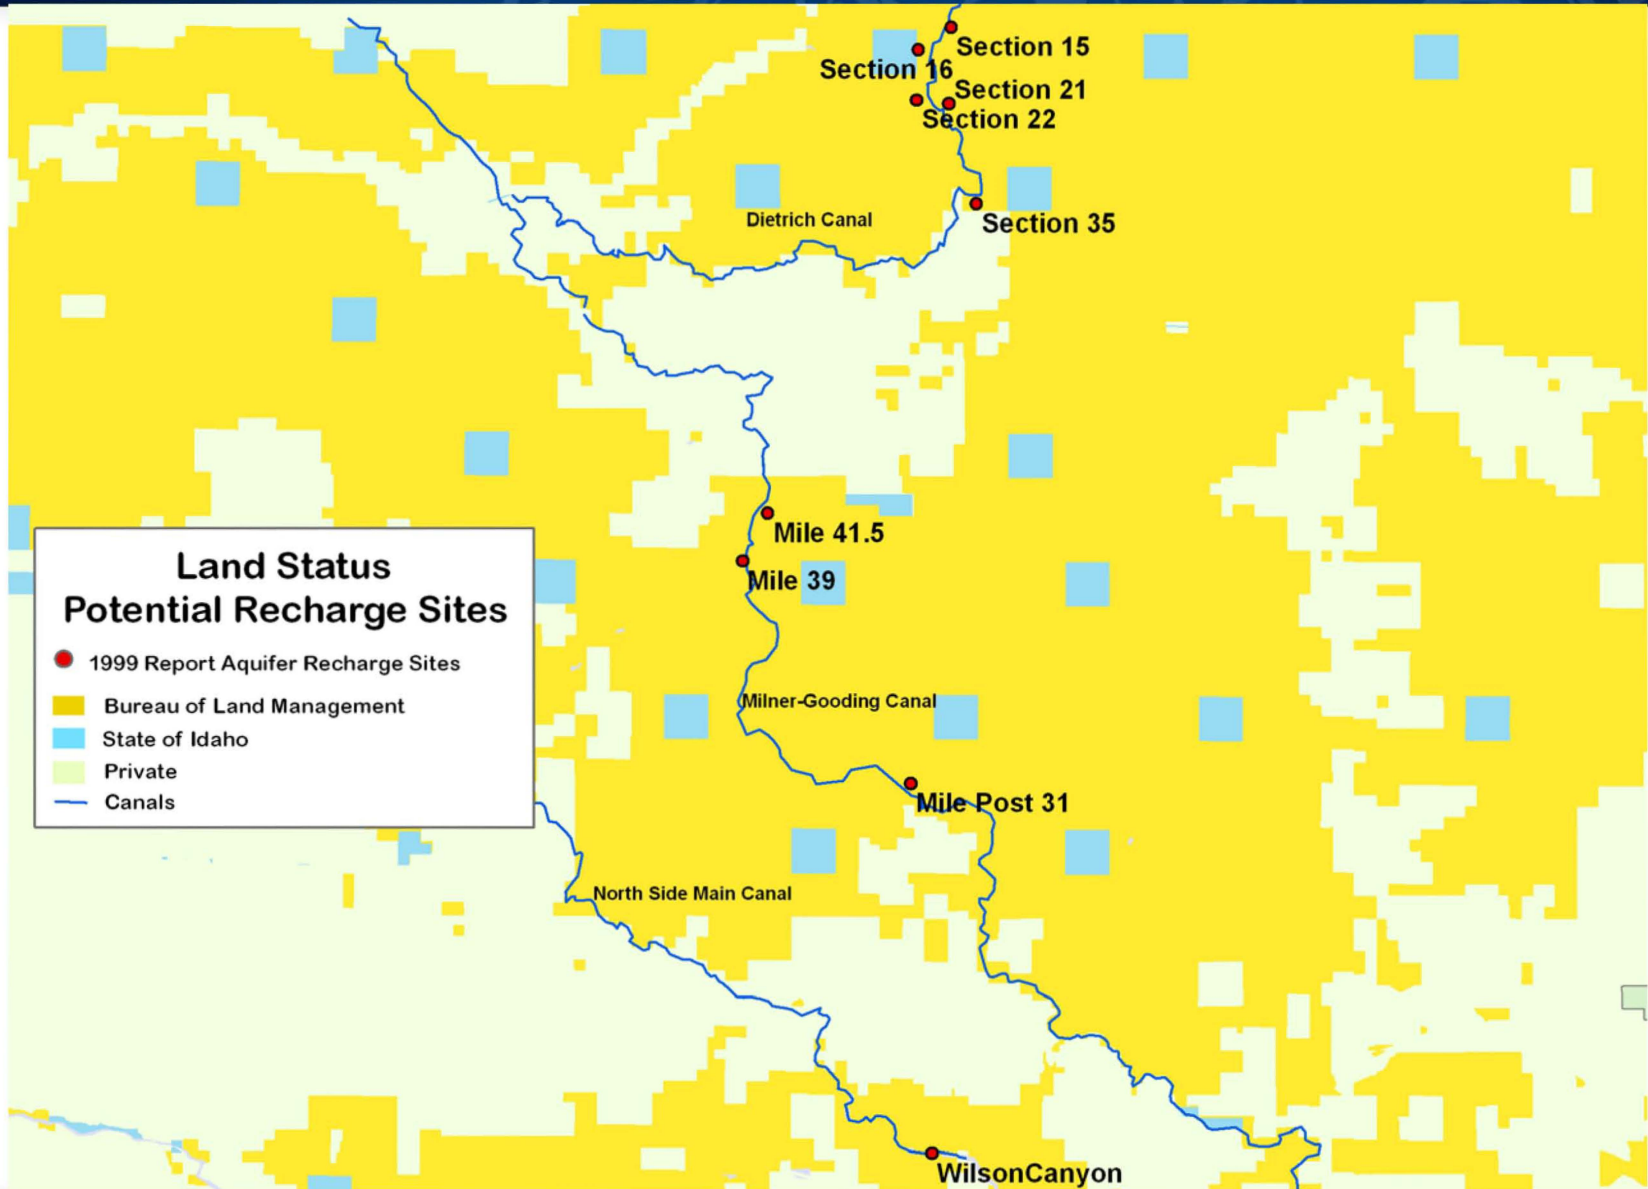 Section 15
Section 16
Section 21
Section 22
Section 35
Dietrich Canal
Mile 41.5
Mile 39
Land Status
Potential Recharge Sites
1999 Report Aquifer Recharge Sites
Bureau of Land Management
State of Idaho
Private
Canals
Milner-Gooding Canal
Mile Post 31
North Side Main Canal
WilsonCanyon